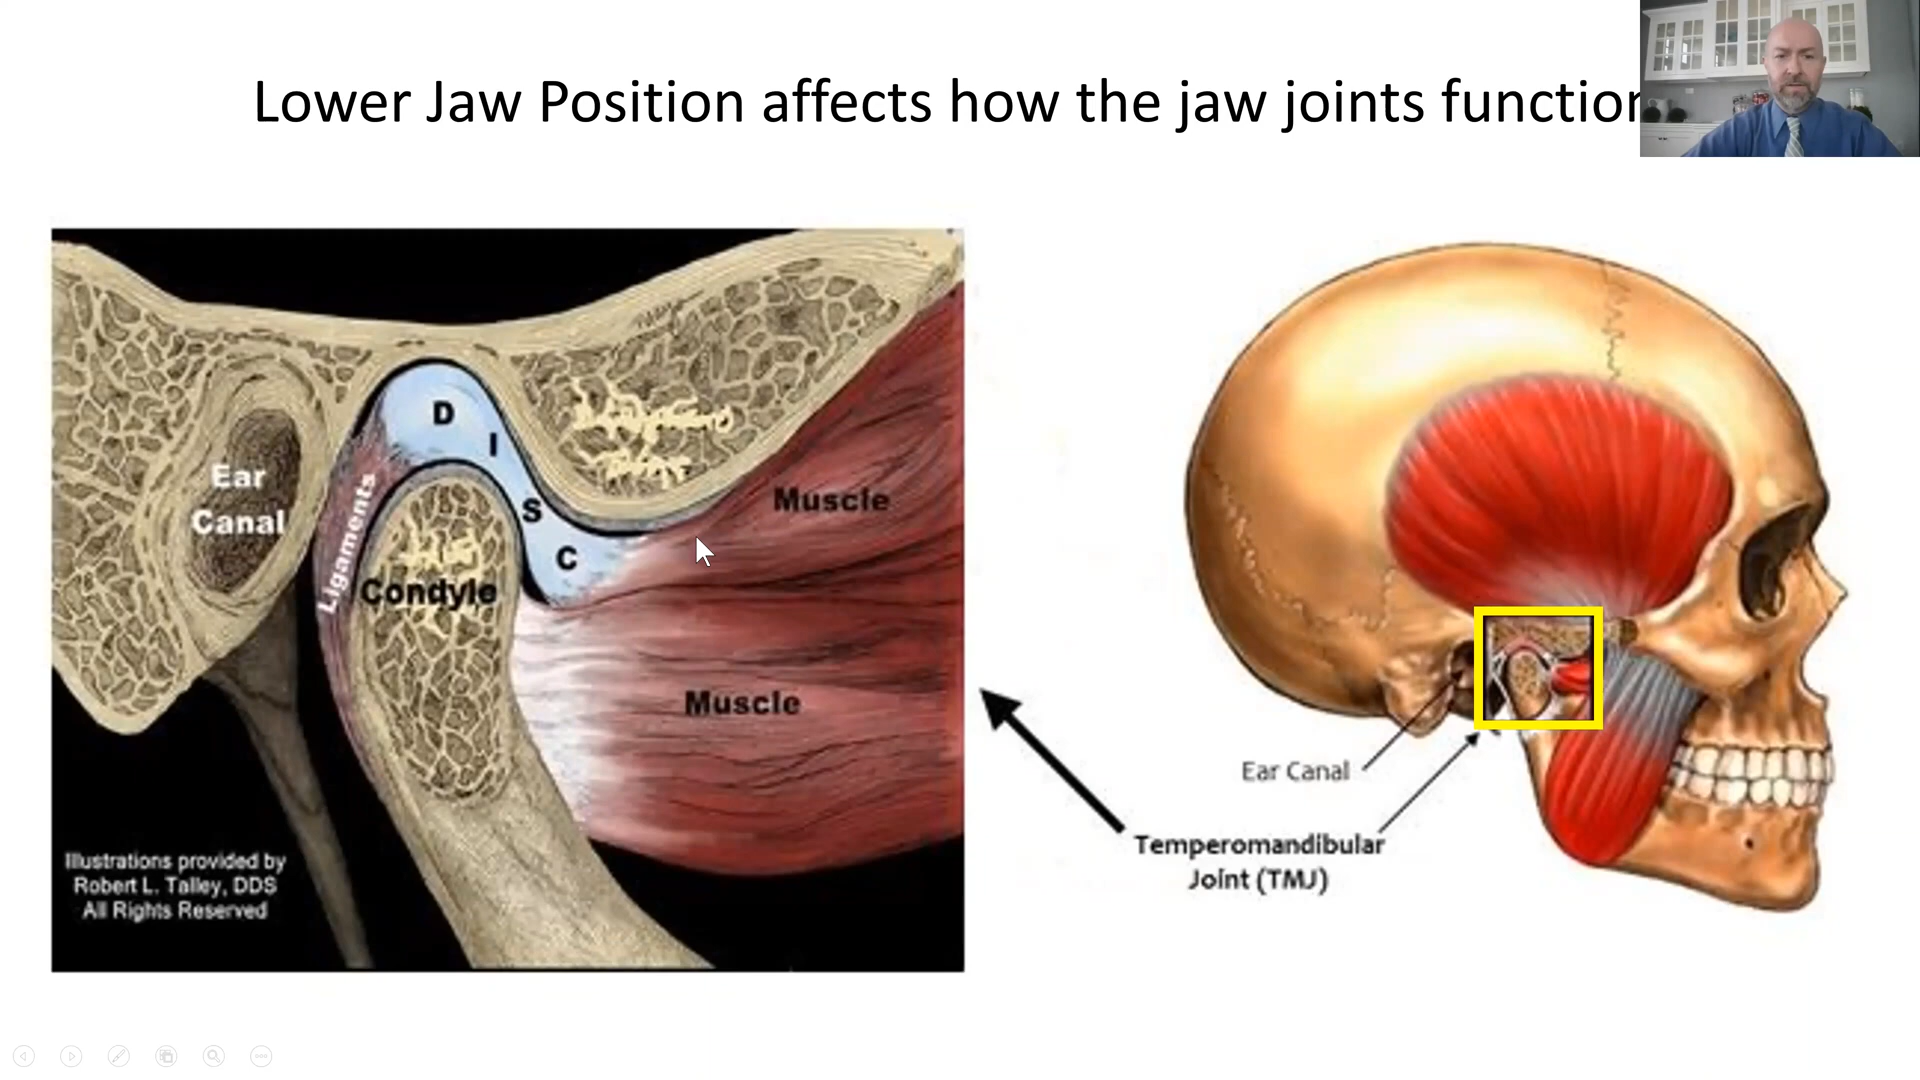 Lower Jaw Position affects how the jaw joints function
Ear
Canal
Ligaments
Condyle
D
I
S
C
Muscle
Muscle
Illustrations provided by
Robert L. Talley, DDS
All Rights Reserved
Ear Canal
Temperomandibular
Joint (TMJ)